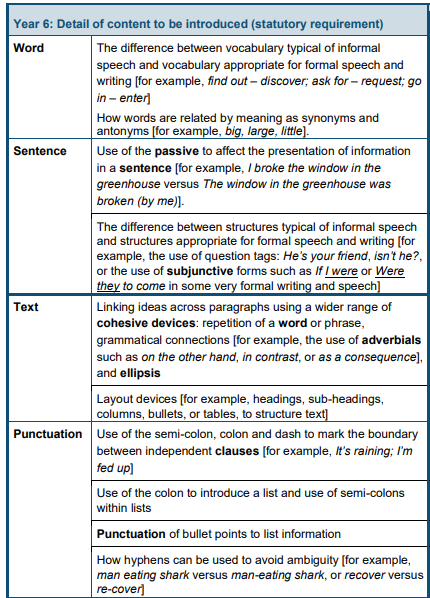 Year 6: Detail of content to be introduced (statutory requirement)
Word
The difference between vocabulary typical of informal
speech and vocabulary appropriate for formal speech and
writing [for example, find out – discover; ask for – request; go
in – enter]
How words are related by meaning as synonyms and
antonyms [for example, big, large, little].
Sentence
Use of the passive to affect the presentation of information
in a sentence [for example, I broke the window in the
greenhouse versus The window in the greenhouse was
broken (by me)].
The difference between structures typical of informal speech
and structures appropriate for formal speech and writing [for
example, the use of question tags: He's your friend, isn't he?,
or the use of subjunctive forms such as If I were or Were
they to come in some very formal writing and speech]
Text
Linking ideas across paragraphs using a wider range of
cohesive devices: repetition of a word or phrase,
grammatical connections [for example, the use of adverbials
such as on the other hand, in contrast, or as a consequence],
and ellipsis
Layout devices [for example, headings, sub-headings,
columns, bullets, or tables, to structure text]
Punctuation
Use of the semi-colon, colon and dash to mark the boundary
between independent clauses [for example, It's raining; I'm
fed up]
Use of the colon to introduce a list and use of semi-colons
within lists
Punctuation of bullet points to list information
How hyphens can be used to avoid ambiguity [for example,
man eating shark versus man-eating shark, or recover versus
re-cover]